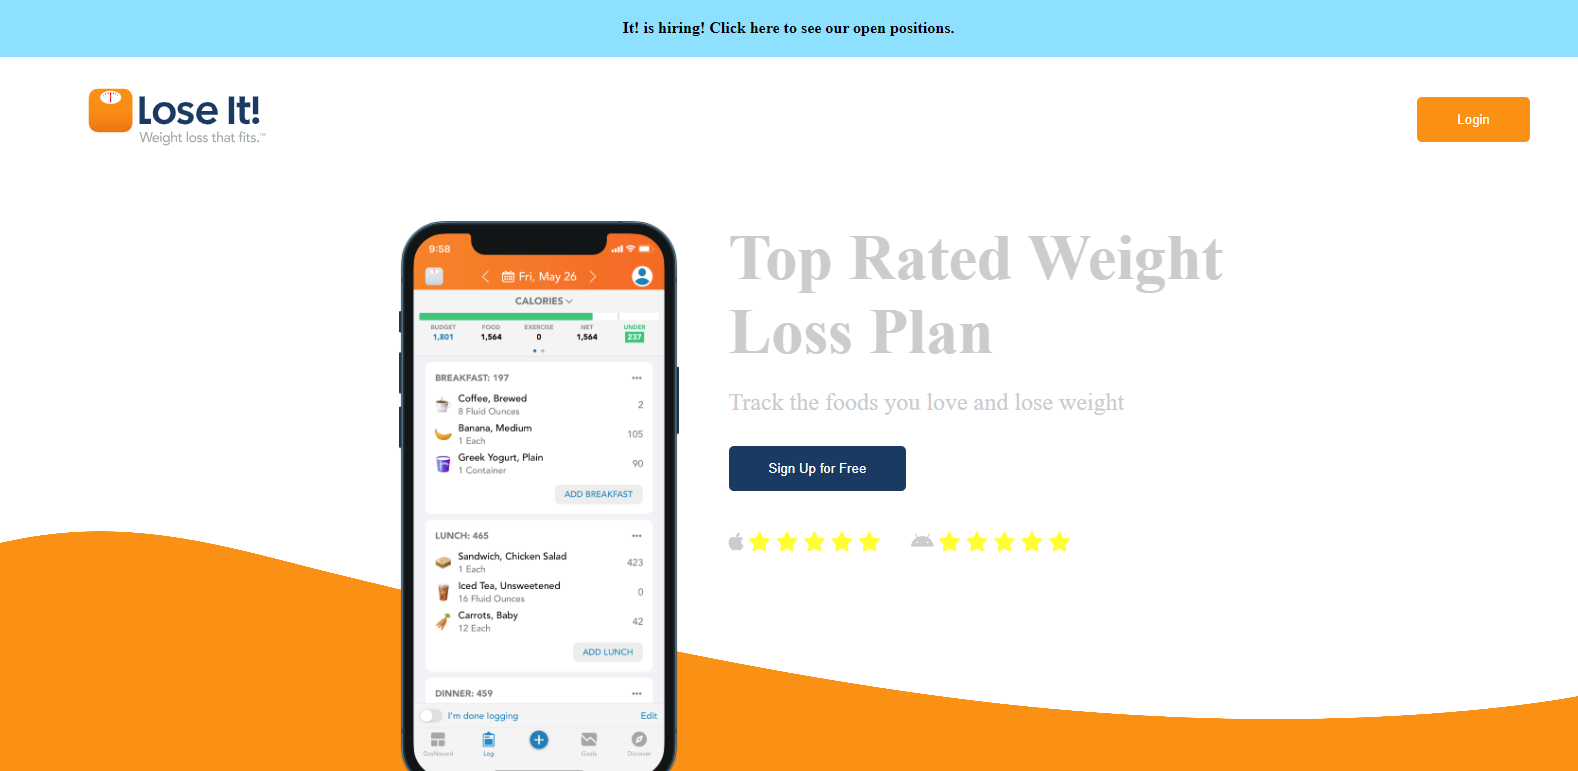 It! is hiring! Click here to see our open positions.
Lose It!
Weight loss that fits.™
Login
9:58
Fri, May 26
CALORIES
BUDGET FOOD EXERCISE NET UNDER
1,801 1,564 0 1,564 237
BREAKFAST: 197
Coffee, Brewed 2
8 Fluid Ounces
Banana, Medium 105
1 Each
Greek Yogurt, Plain 90
1 Container
ADD BREAKFAST
LUNCH: 465
Sandwich, Chicken Salad 423
1 Each
Iced Tea, Unsweetened 0
16 Fluid Ounces
Carrots, Baby 42
12 Each
ADD LUNCH
DINNER: 459
I'm done logging Edit
Dashboard Log Goals Discover
Top Rated Weight
Loss Plan
Track the foods you love and lose weight
Sign Up for Free